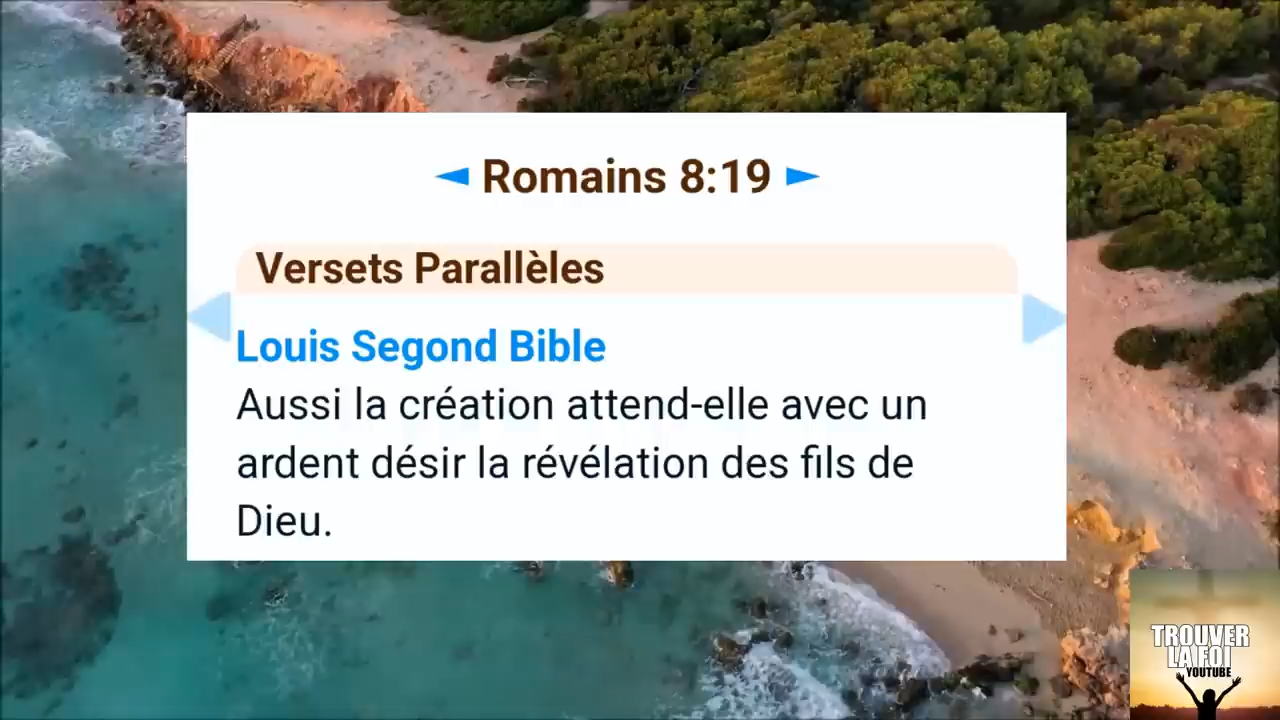 ◄ Romains 8:19 ►
Versets Parallèles
Louis Segond Bible
Aussi la création attend-elle avec un
ardent désir la révélation des fils de
Dieu.
TROUVER
LA FOI
YOUTUBE